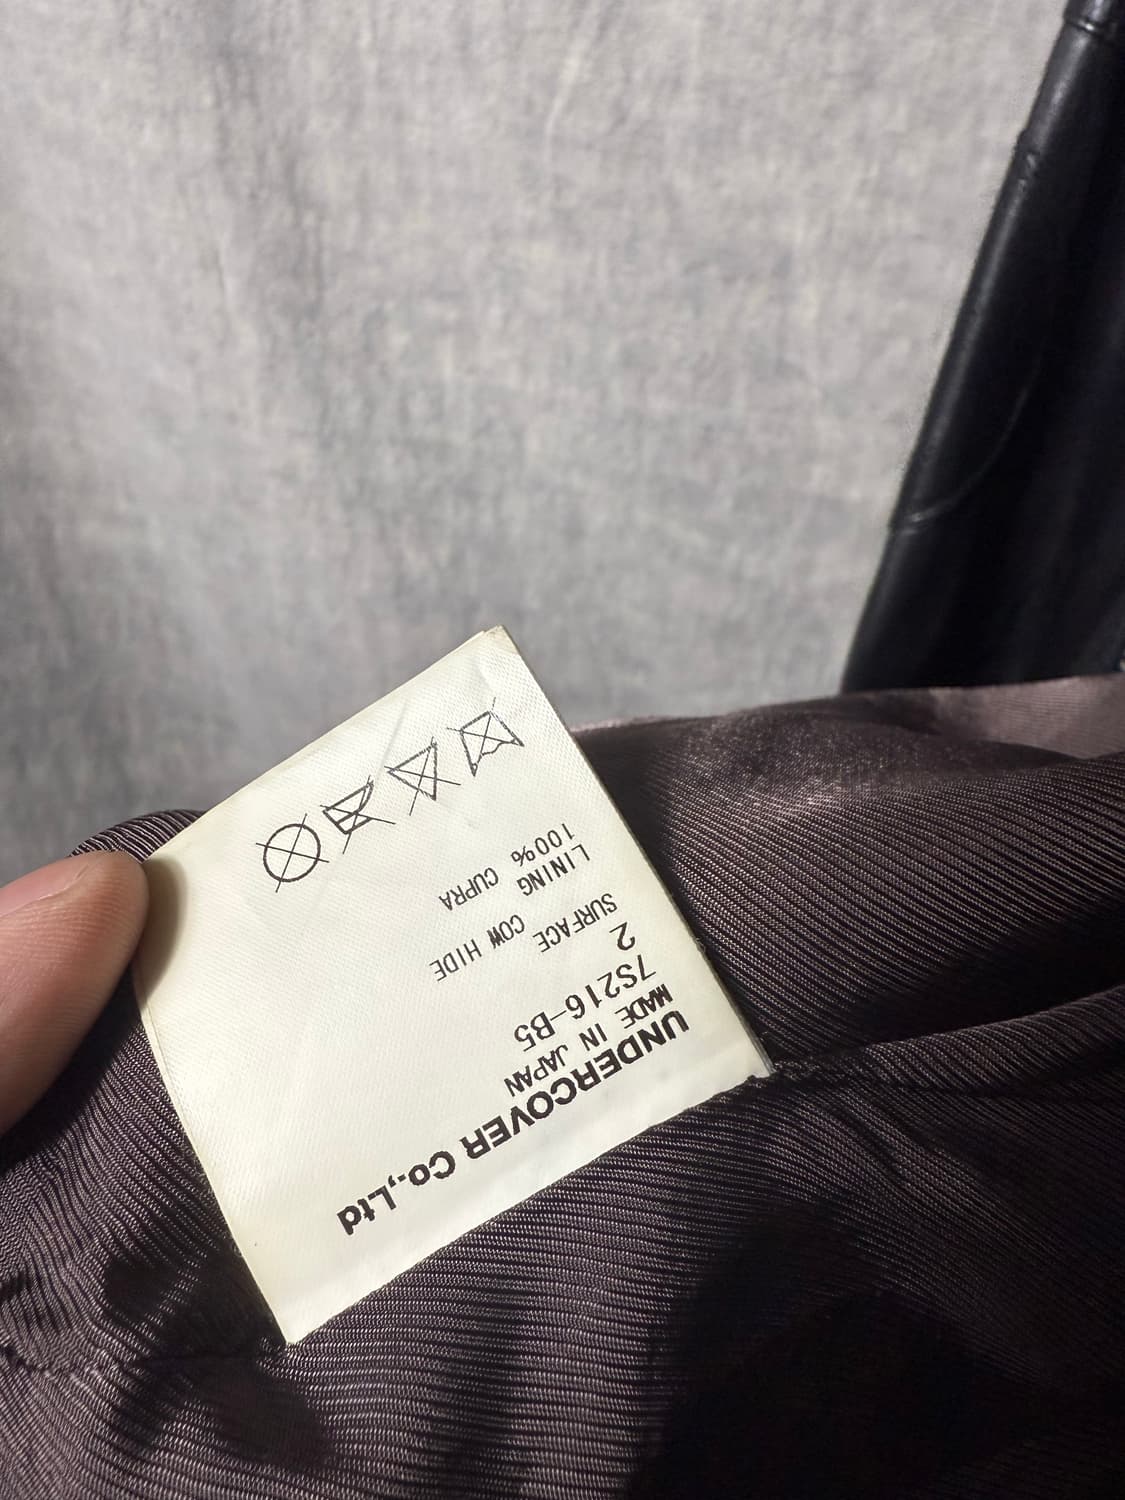 UNDERCOVER Co.,Ltd
MADE IN JAPAN
7S216-B5
2
SURFACE COW HIDE
LINING CUPRA
100%